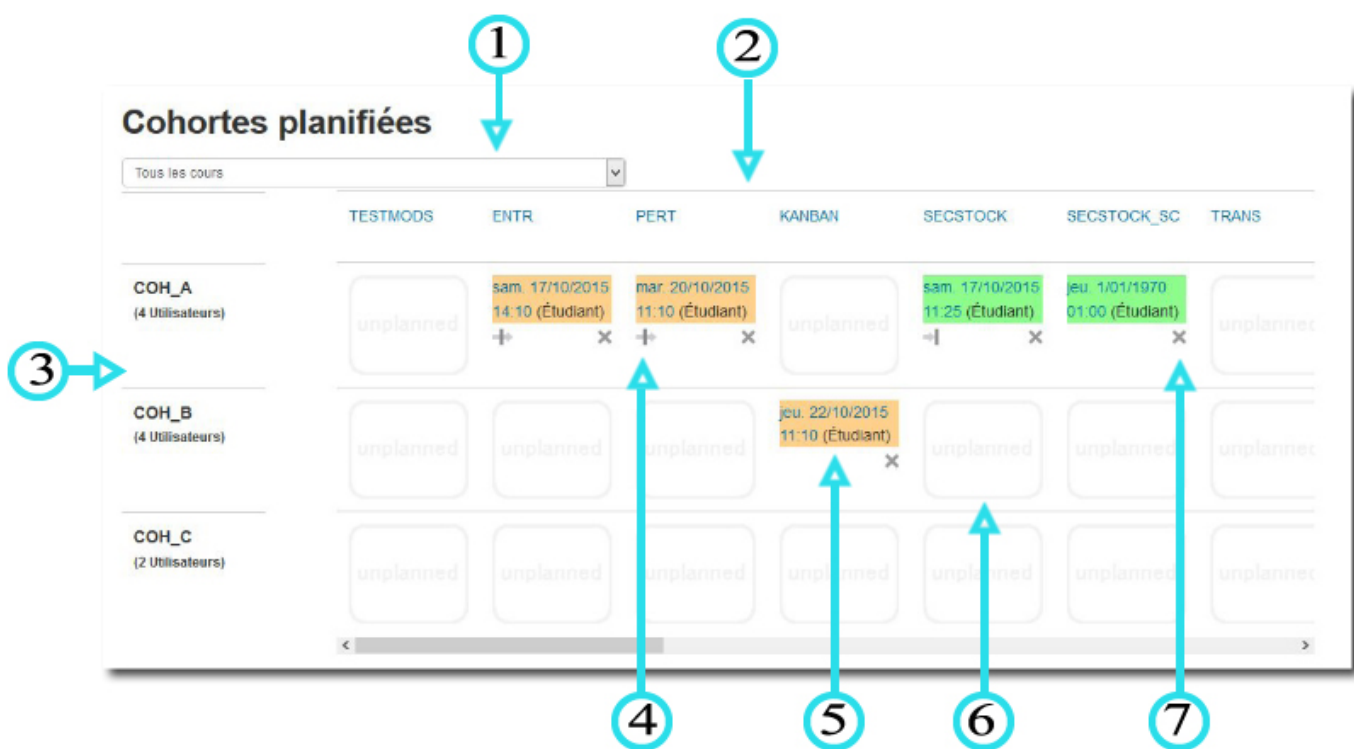 1
2
Cohortes planifiées
Tous les cours
TESTMODS ENTR PERT KANBAN SECSTOCK SECSTOCK_SC TRANS
COH_A
(4 Utilisateurs)
unplanned
sam. 17/10/2015
14:10 (Étudiant)
mar. 20/10/2015
11:10 (Étudiant)
unplanned
sam. 17/10/2015
11:25 (Étudiant)
jeu. 1/01/1970
01:00 (Étudiant)
unplanned
3
COH_B
(4 Utilisateurs)
unplanned unplanned unplanned
jeu. 22/10/2015
11:10 (Étudiant)
unplanned unplanned unplanned
COH_C
(2 Utilisateurs)
unplanned unplanned unplanned unplanned unplanned unplanned unplanned
4
5
6
7